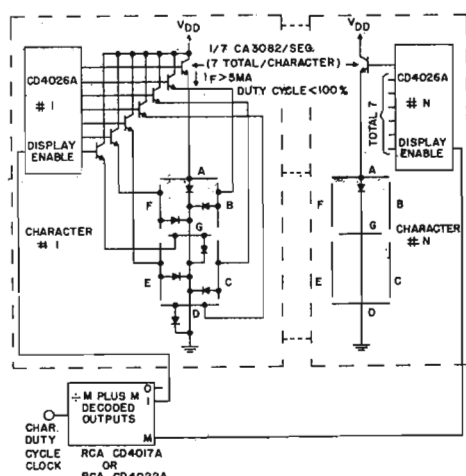 VDD
1/7 CA3082/SEG.
(7 TOTAL/CHARACTER)
IF>5MA
DUTY CYCLE<100%
CD4026A
# 1
DISPLAY
ENABLE
CHARACTER
# 1
A
F
B
G
E
C
D
VDD
CD4026A
# N
TOTAL 7
DISPLAY
ENABLE
CHARACTER
# N
A
F
B
G
E
C
D
÷M PLUS M
DECODED
OUTPUTS
0
1
M
CHAR.
DUTY
CYCLE
CLOCK
RCA CD4017A
OR
RCA CD4022A